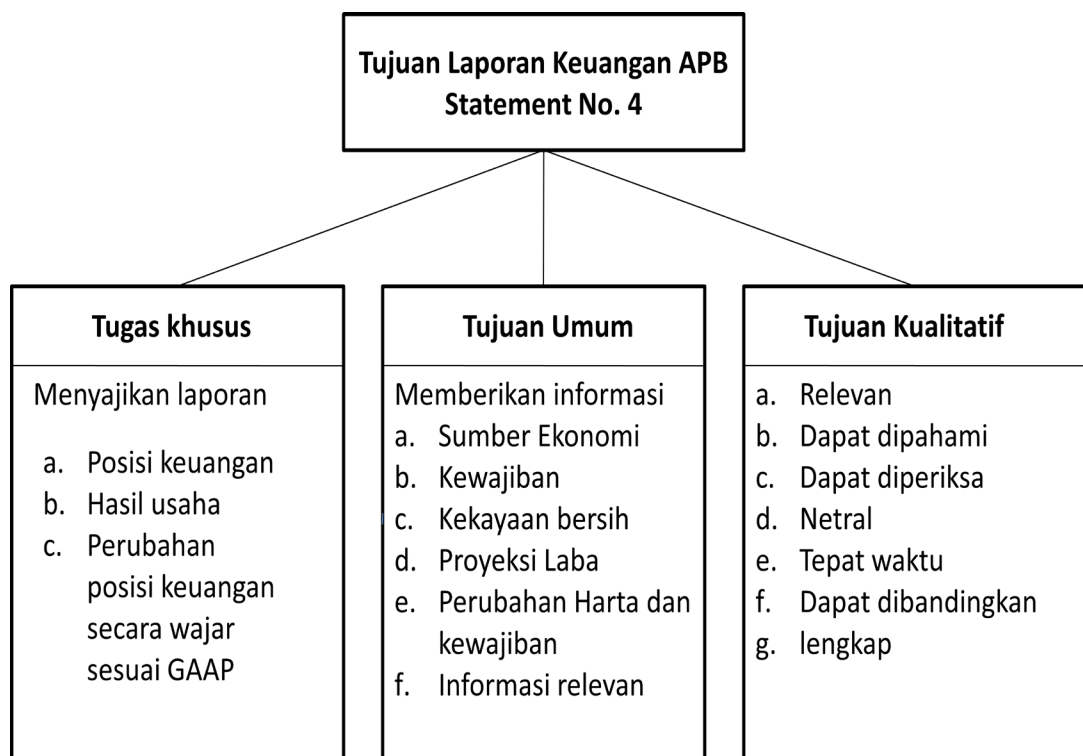 Tujuan Laporan Keuangan APB
Statement No. 4
Tugas khusus
Menyajikan laporan
a. Posisi keuangan
b. Hasil usaha
c. Perubahan
posisi keuangan
secara wajar
sesuai GAAP
Tujuan Umum
Memberikan informasi
a. Sumber Ekonomi
b. Kewajiban
c. Kekayaan bersih
d. Proyeksi Laba
e. Perubahan Harta dan
kewajiban
f. Informasi relevan
Tujuan Kualitatif
a. Relevan
b. Dapat dipahami
c. Dapat diperiksa
d. Netral
e. Tepat waktu
f. Dapat dibandingkan
g. lengkap